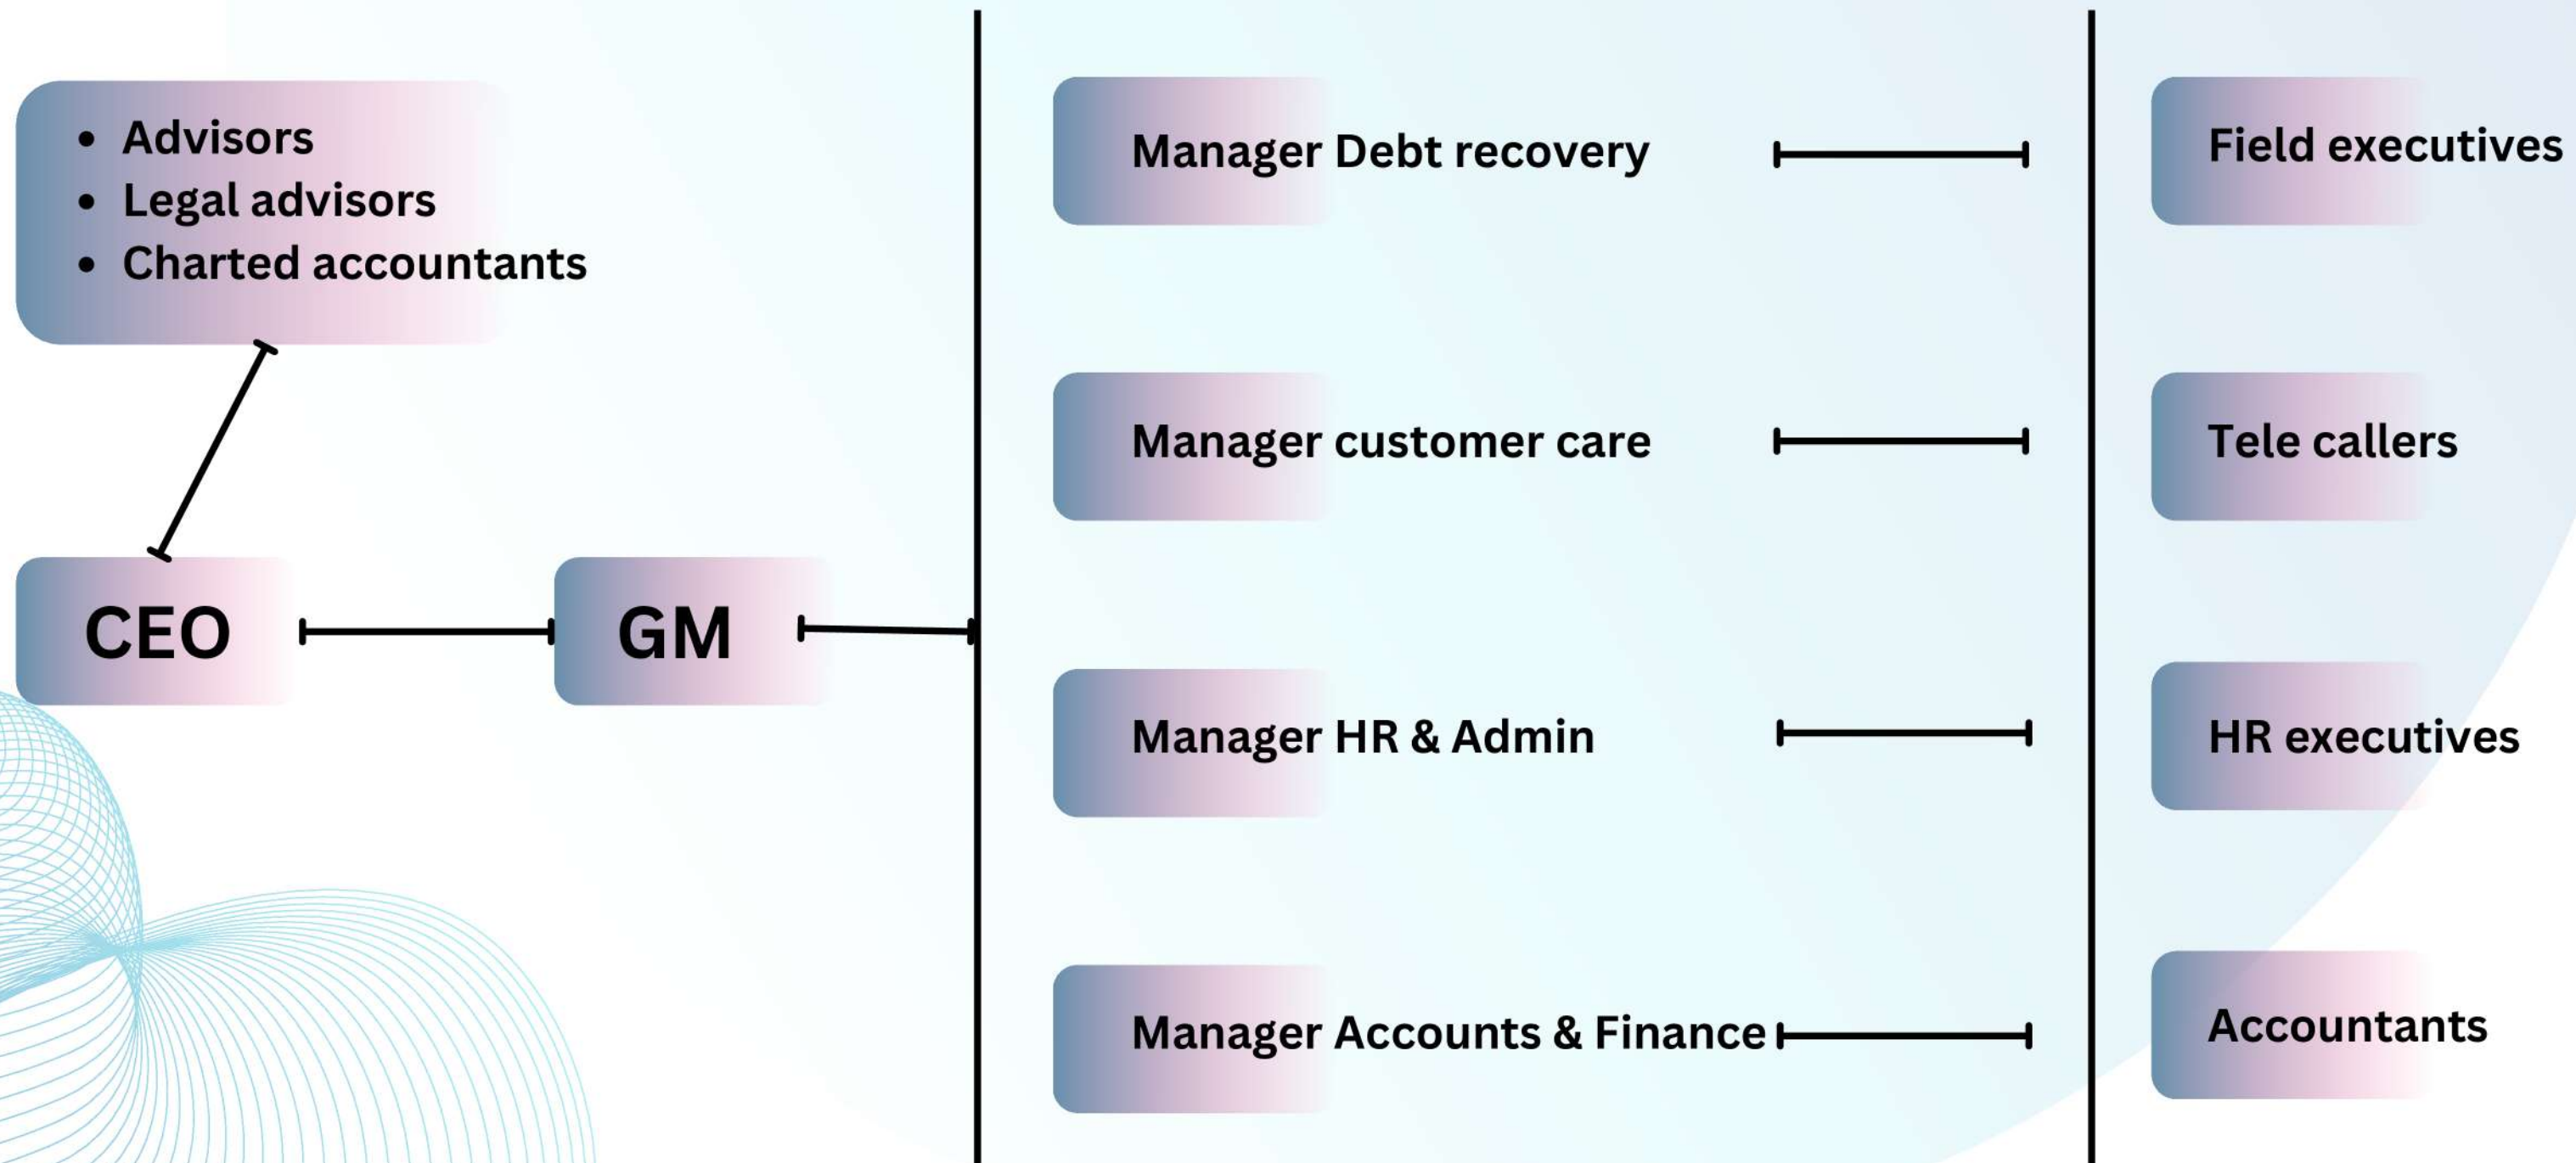 • Advisors
• Legal advisors
• Charted accountants
CEO
GM
Manager Debt recovery
Manager customer care
Manager HR & Admin
Manager Accounts & Finance
Field executives
Tele callers
HR executives
Accountants